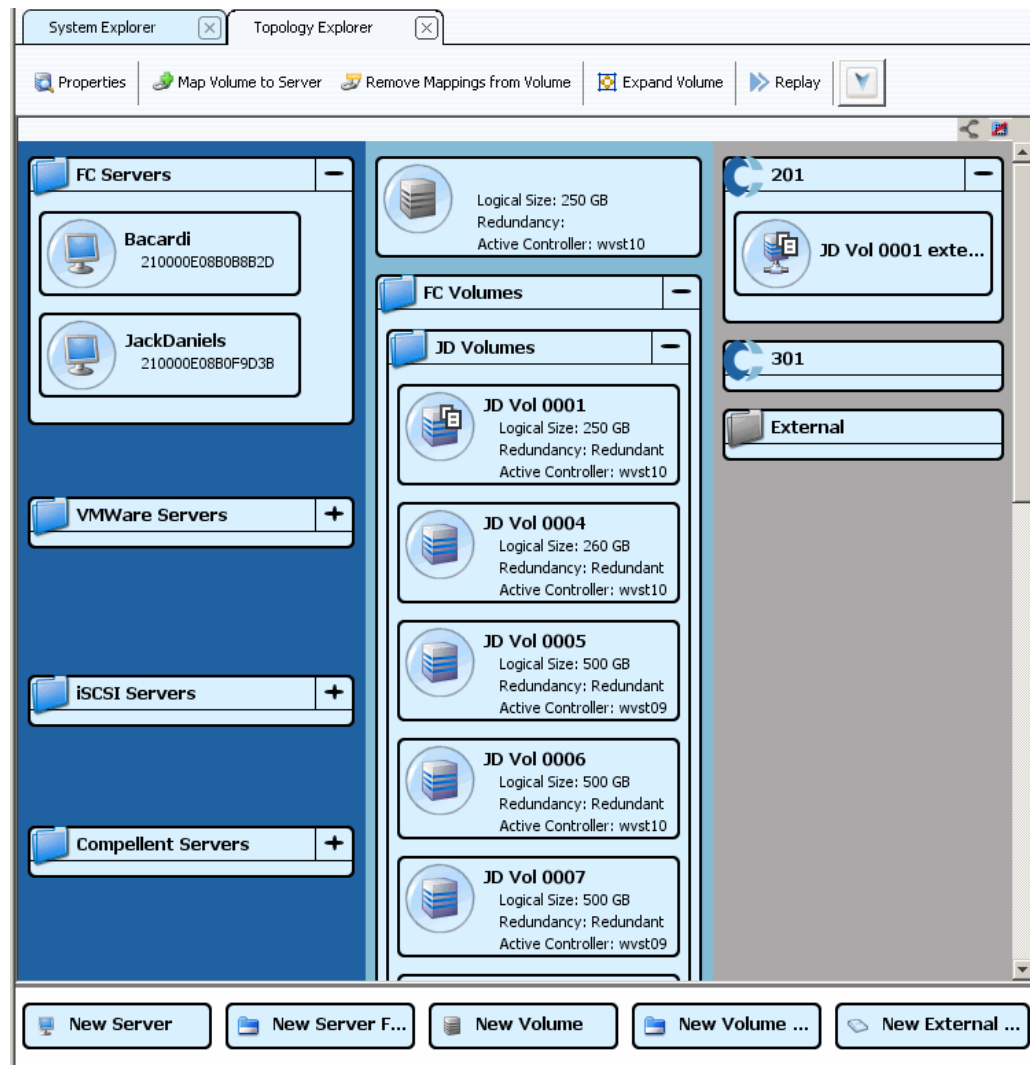 System Explorer
Topology Explorer
Properties
Map Volume to Server
Remove Mappings from Volume
Expand Volume
Replay
FC Servers
Bacardi
210000E08B0B8B2D
JackDaniels
210000E08B0F9D3B
VMWare Servers
iSCSI Servers
Compellent Servers
Logical Size: 250 GB
Redundancy:
Active Controller: wvst10
FC Volumes
JD Volumes
JD Vol 0001
Logical Size: 250 GB
Redundancy: Redundant
Active Controller: wvst10
JD Vol 0004
Logical Size: 260 GB
Redundancy: Redundant
Active Controller: wvst10
JD Vol 0005
Logical Size: 500 GB
Redundancy: Redundant
Active Controller: wvst09
JD Vol 0006
Logical Size: 500 GB
Redundancy: Redundant
Active Controller: wvst10
JD Vol 0007
Logical Size: 500 GB
Redundancy: Redundant
Active Controller: wvst09
201
JD Vol 0001 exte...
301
External
New Server
New Server F...
New Volume
New Volume ...
New External ...